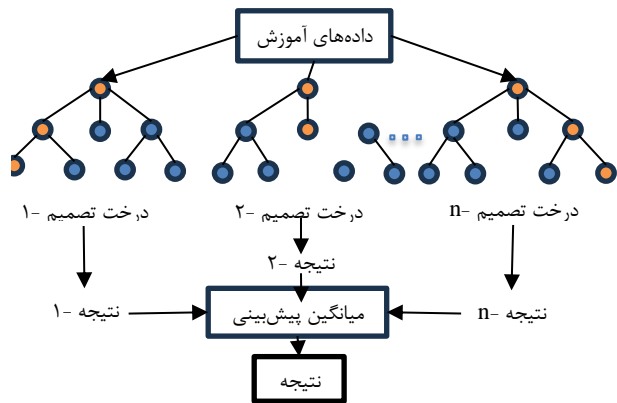 داده‌های آموزش
درخت تصمیم -۱
درخت تصمیم -۲
درخت تصمیم -n
نتیجه -۲
نتیجه -۱
میانگین پیش‌بینی
نتیجه -n
نتیجه